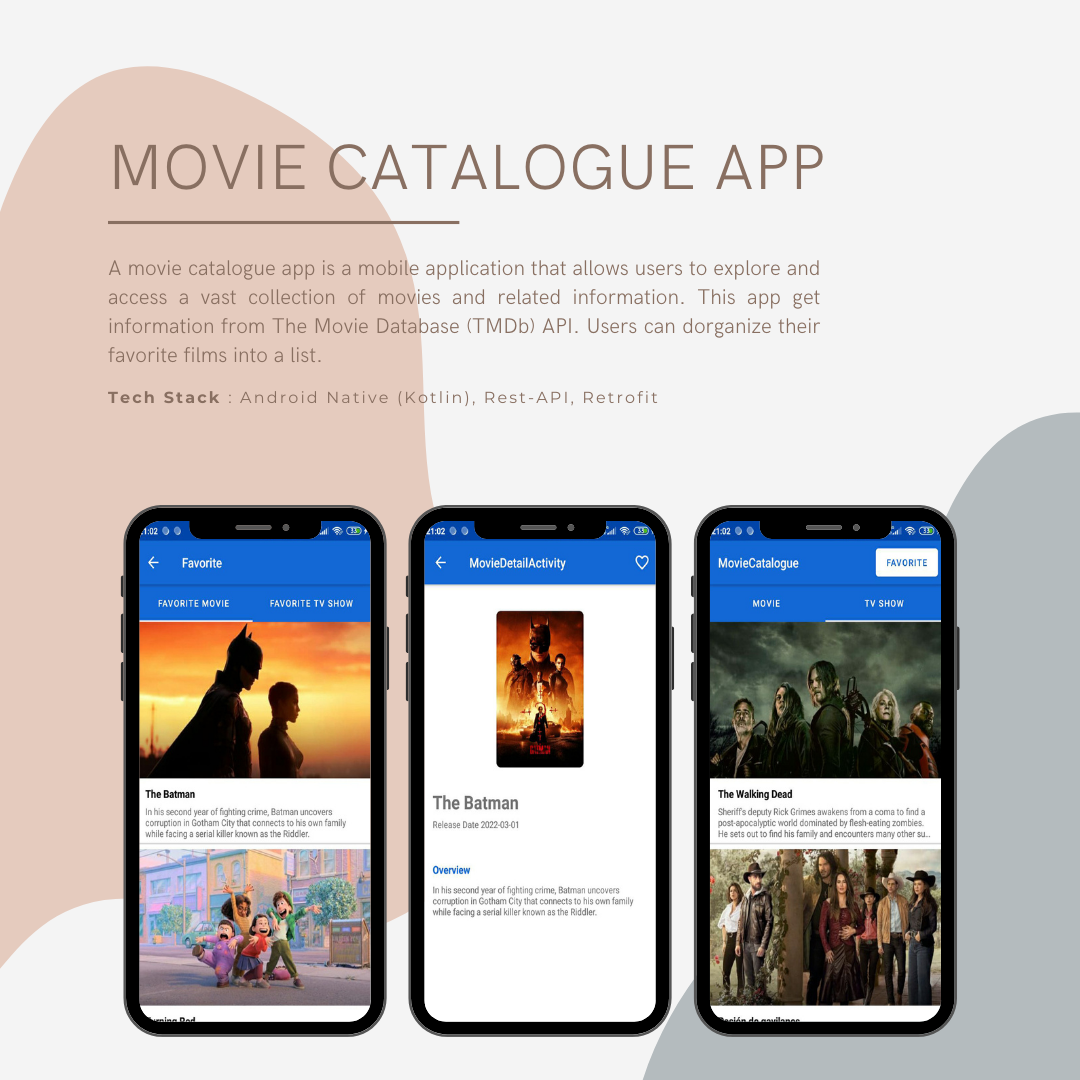 MOVIE CATALOGUE APP
A movie catalogue app is a mobile application that allows users to explore and
access a vast collection of movies and related information. This app get
information from The Movie Database (TMDb) API. Users can dorganize their
favorite films into a list.
Tech Stack : Android Native (Kotlin), Rest-API, Retrofit
21:02
33
Favorite
FAVORITE MOVIE FAVORITE TV SHOW
The Batman
In his second year of fighting crime, Batman uncovers
corruption in Gotham City that connects to his own family
while facing a serial killer known as the Riddler.
Turning Red
21:02
33
MovieDetailActivity
The Batman
Release Date 2022-03-01
Overview
In his second year of fighting crime, Batman uncovers
corruption in Gotham City that connects to his own family
while facing a serial killer known as the Riddler.
21:02
33
MovieCatalogue FAVORITE
MOVIE TV SHOW
The Walking Dead
Sheriff's deputy Rick Grimes awakens from a coma to find a
post-apocalyptic world dominated by flesh-eating zombies.
He sets out to find his family and encounters many other su...
Pasión de gavilanes